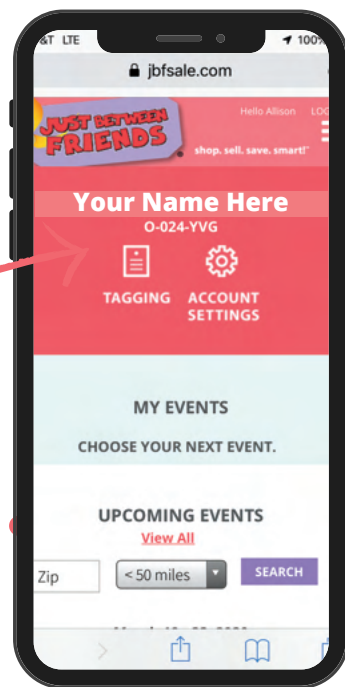 &T LTE 100%
jbfsale.com
Hello Allison LOG
JUST BETWEEN
FRIENDS
shop. sell. save. smart!
Your Name Here
O-024-YVG
TAGGING ACCOUNT
SETTINGS
MY EVENTS
CHOOSE YOUR NEXT EVENT.
UPCOMING EVENTS
View All
Zip < 50 miles SEARCH